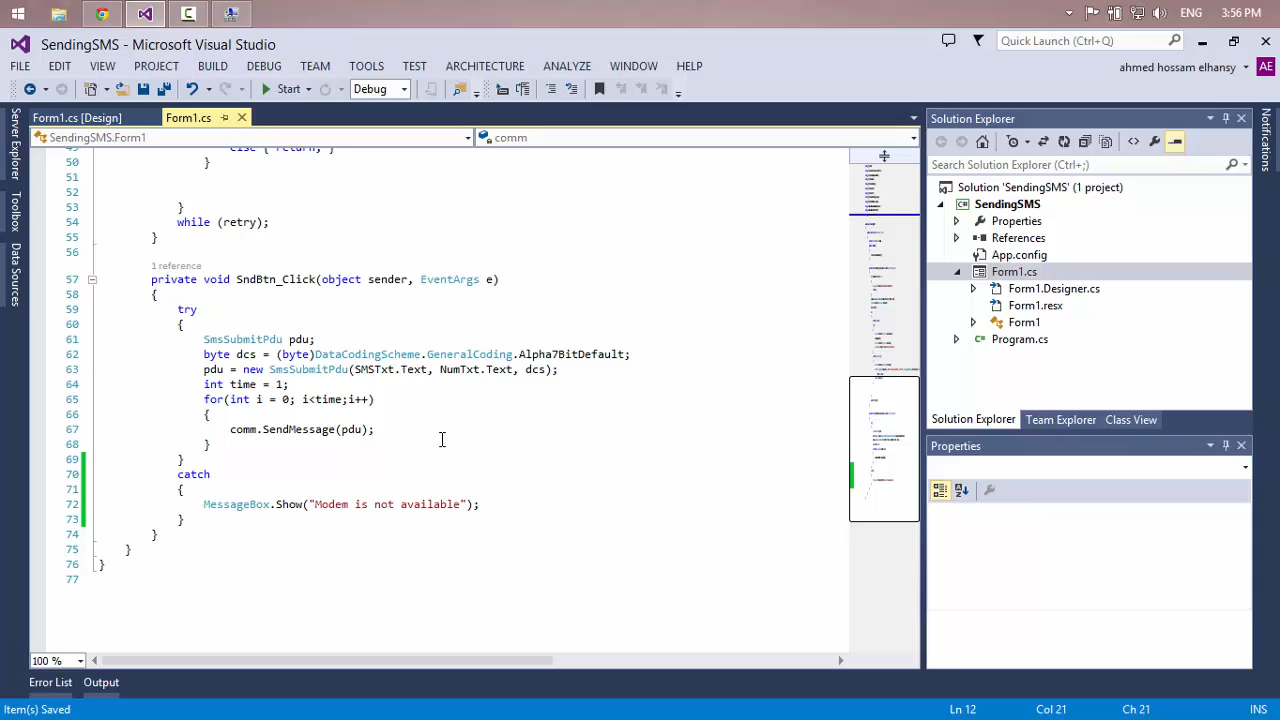 ENG 3:56 PM
SendingSMS - Microsoft Visual Studio
Quick Launch (Ctrl+Q)
FILE EDIT VIEW PROJECT BUILD DEBUG TEAM TOOLS TEST ARCHITECTURE ANALYZE WINDOW HELP
ahmed hossam elhansy AE
Start Debug
Form1.cs [Design] Form1.cs
SendingSMS.Form1 comm
Server Explorer
Toolbox
Data Sources
50 }
51
52
53 }
54 while (retry);
55 }
56
1 reference
57 private void SndBtn_Click(object sender, EventArgs e)
58 {
59 try
60 {
61 SmsSubmitPdu pdu;
62 byte dcs = (byte)DataCodingScheme.GeneralCoding.Alpha7BitDefault;
63 pdu = new SmsSubmitPdu(SMSTxt.Text, NumTxt.Text, dcs);
64 int time = 1;
65 for(int i = 0; i<time;i++)
66 {
67 comm.SendMessage(pdu);
68 }
69 }
70 catch
71 {
72 MessageBox.Show("Modem is not available");
73 }
74 }
75 }
76 }
77
100 %
Solution Explorer
Search Solution Explorer (Ctrl+;)
Solution 'SendingSMS' (1 project)
SendingSMS
Properties
References
App.config
Form1.cs
Form1.Designer.cs
Form1.resx
Form1
Program.cs
Solution Explorer Team Explorer Class View
Properties
Notifications
Error List Output
Item(s) Saved Ln 12 Col 21 Ch 21 INS